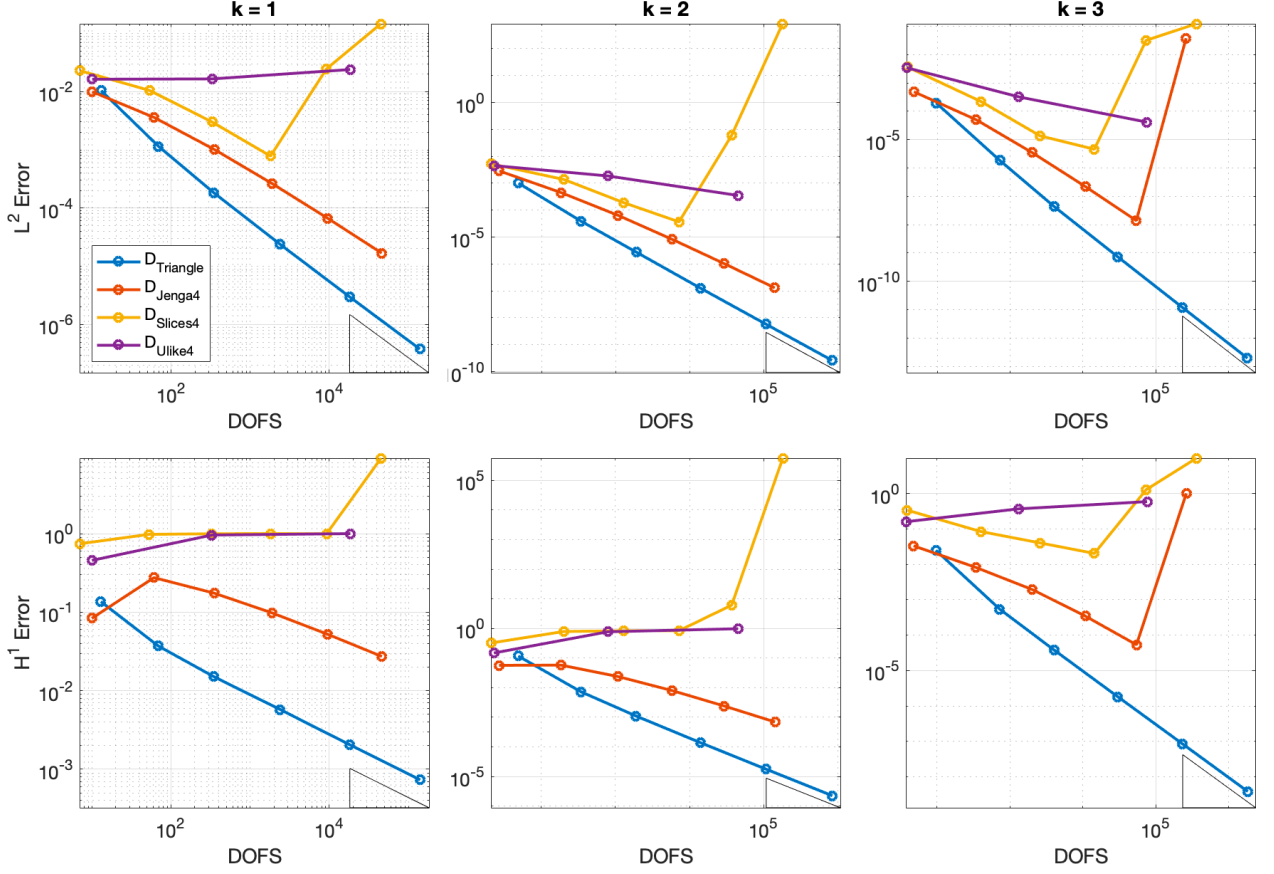 k = 1
k = 2
k = 3
L² Error
10⁻²
10⁻⁴
10⁻⁶
D_Triangle
D_Jenga4
D_Slices4
D_Ulike4
10²
10⁴
DOFS
10⁰
10⁻⁵
0⁻¹⁰
10⁵
DOFS
10⁻⁵
10⁻¹⁰
10⁵
DOFS
H¹ Error
10⁰
10⁻¹
10⁻²
10⁻³
10²
10⁴
DOFS
10⁵
10⁰
10⁻⁵
10⁵
DOFS
10⁰
10⁻⁵
10⁵
DOFS